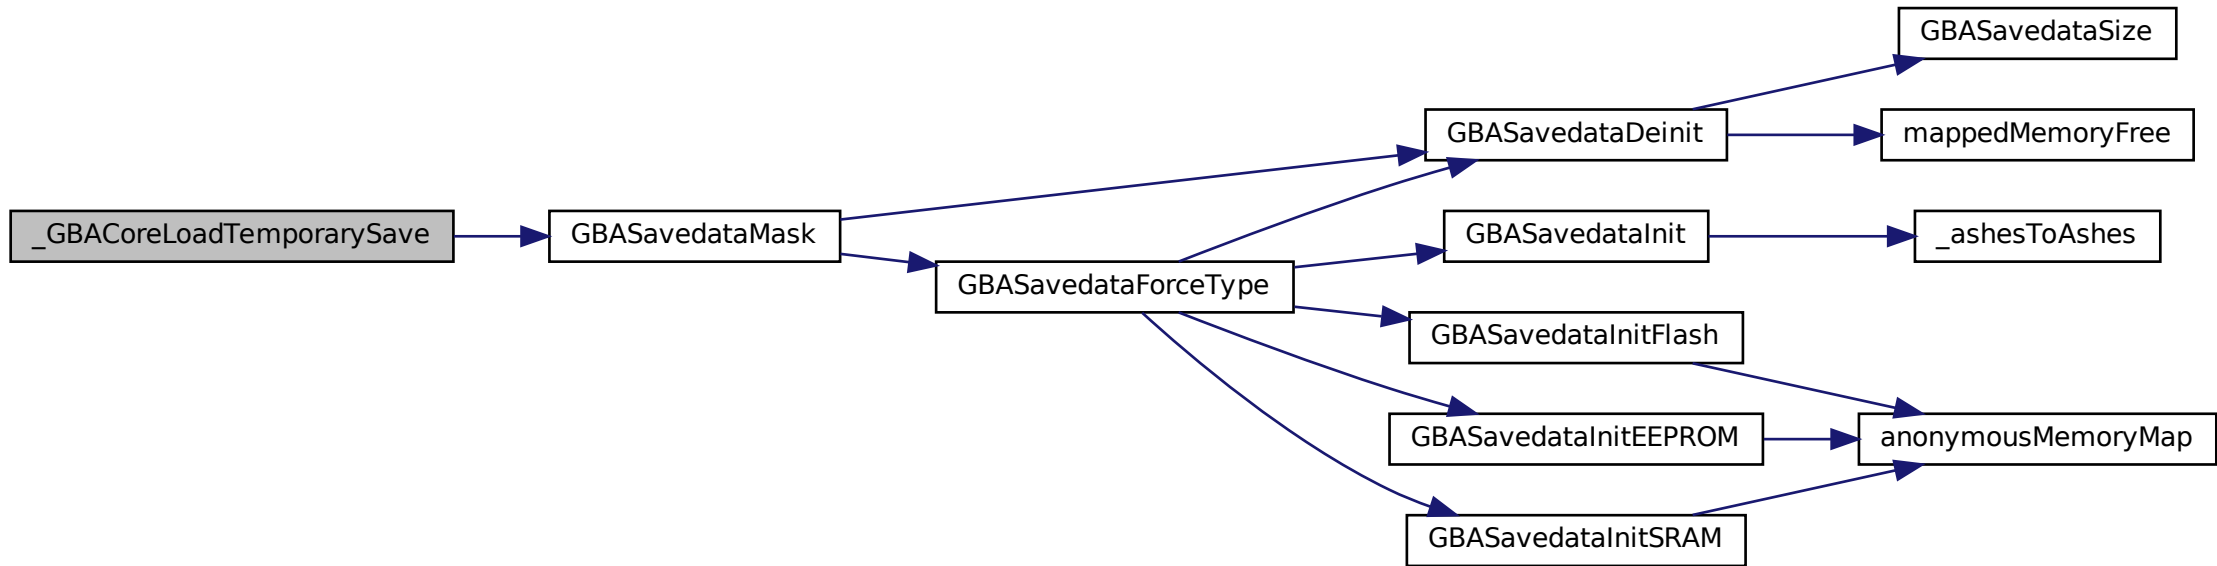 GBASavedataSize
GBASavedataDeinit
mappedMemoryFree
_GBACoreLoadTemporarySave
GBASavedataMask
GBASavedataInit
_ashesToAshes
GBASavedataForceType
GBASavedataInitFlash
GBASavedataInitEEPROM
anonymousMemoryMap
GBASavedataInitSRAM